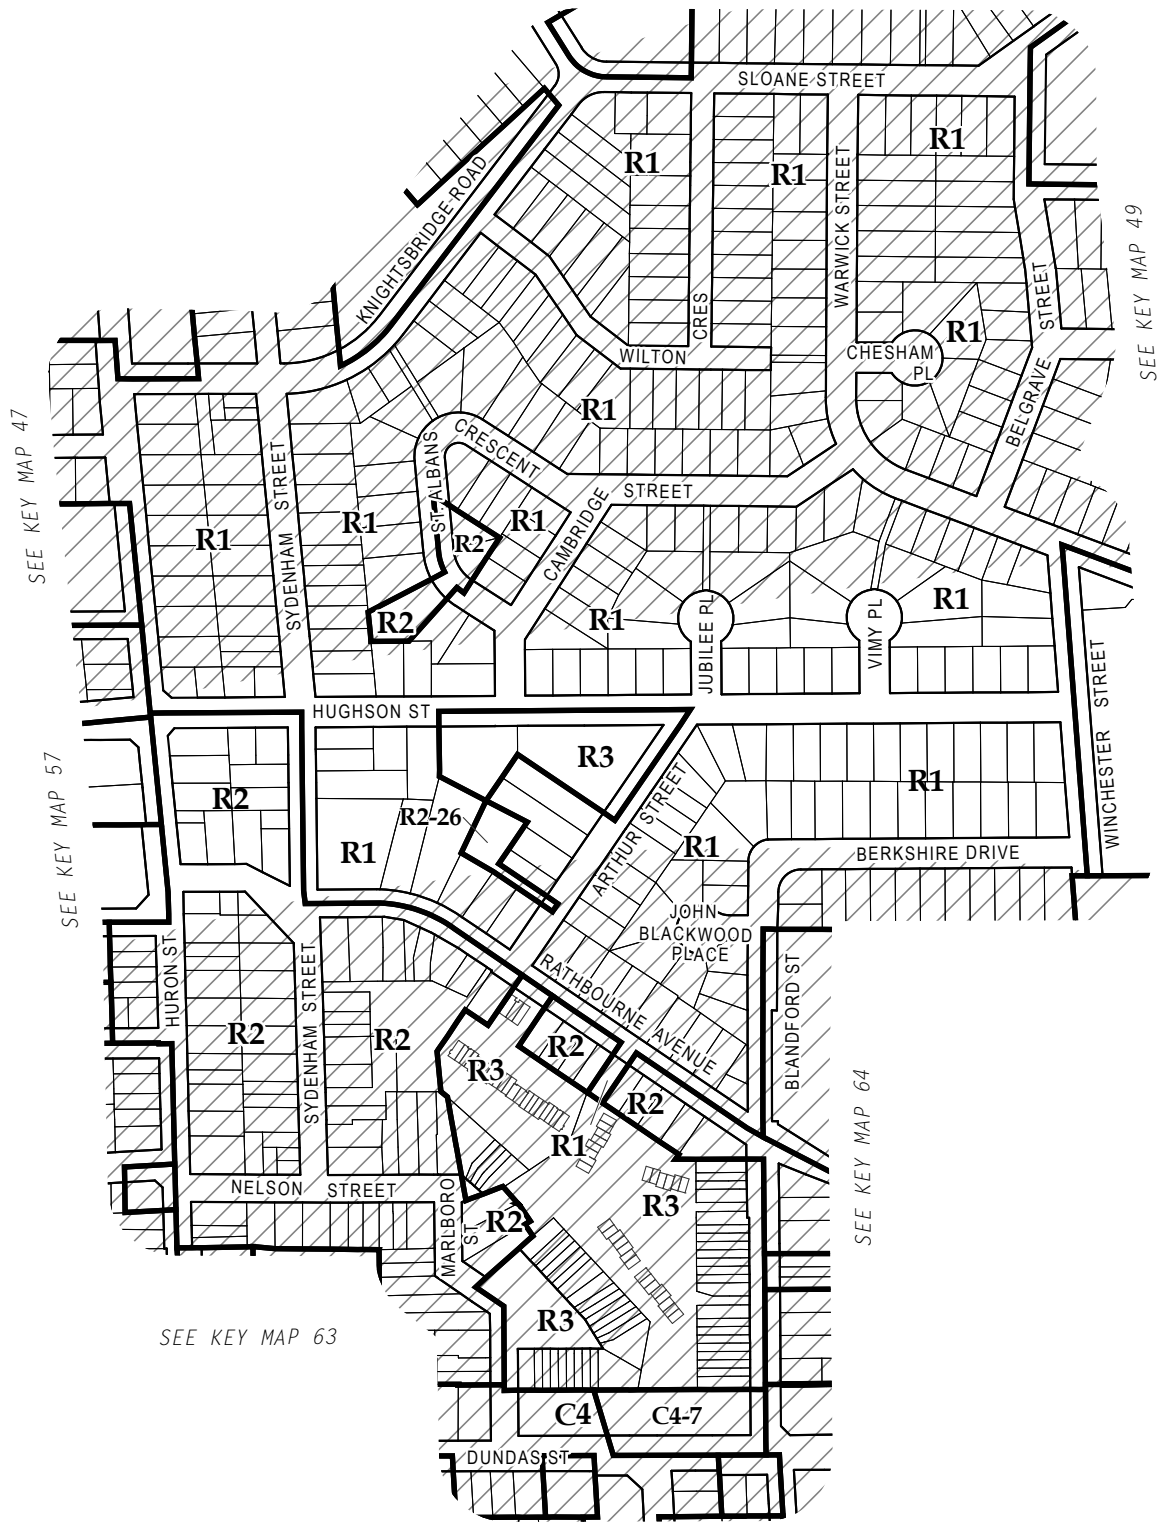 SLOANE STREET
R1
R1
R1
KNIGHTSBRIDGE ROAD
WARWICK STREET
SEE KEY MAP 49
CRES
WILTON
CHESHAM
PL
R1
STREET
BELGRAVE
SEE KEY MAP 47
R1
CRESCENT
ST. ALBANS
STREET
CAMBRIDGE
SYDENHAM STREET
R1
R1
R1
R2
R2
R1
JUBILEE PL
VIMY PL
R1
HUGHSON ST
WINCHESTER STREET
SEE KEY MAP 57
R2
R3
R2-26
R1
ARTHUR STREET
R1
R1
BERKSHIRE DRIVE
JOHN
BLACKWOOD
PLACE
HURON ST
SYDENHAM STREET
RATHBOURNE AVENUE
BLANDFORD ST
R2
R2
R2
R3
R2
R1
SEE KEY MAP 64
NELSON STREET
MARLBORO
ST
R2
R3
SEE KEY MAP 63
R3
C4
C4-7
DUNDAS ST